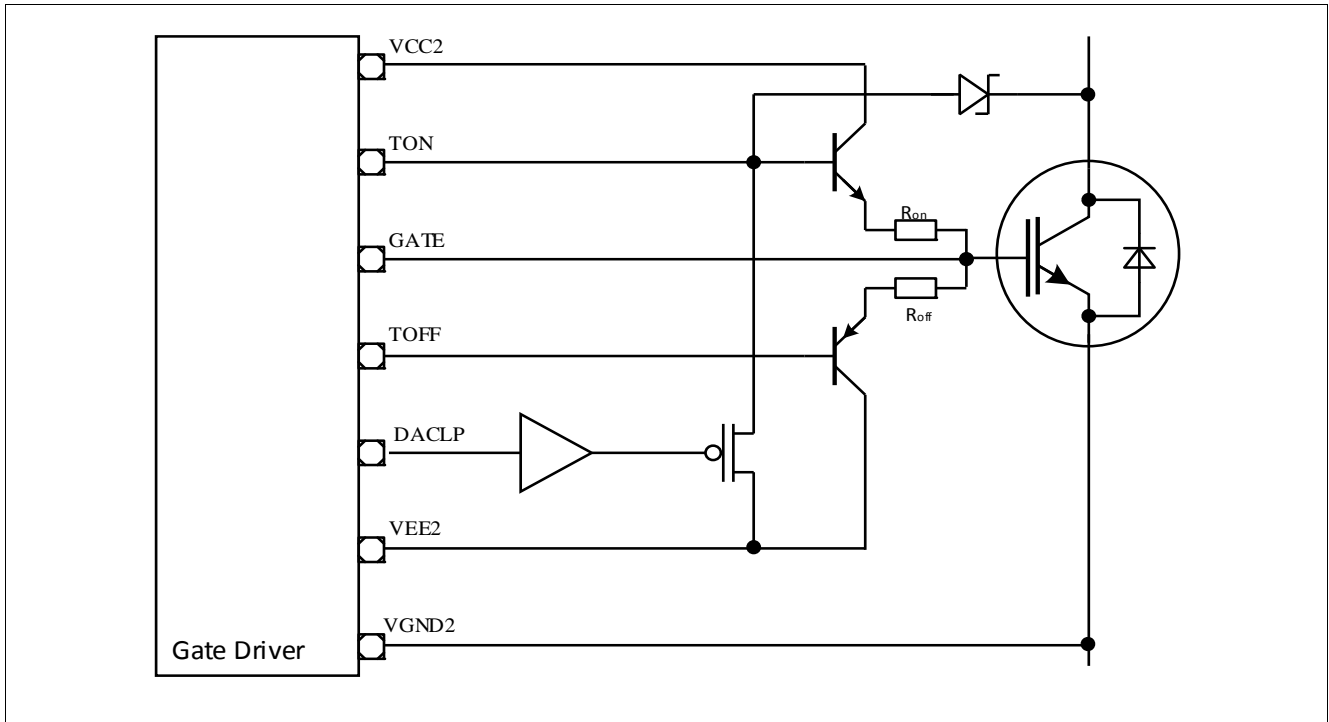 VCC2
TON
Ron
GATE
Roff
TOFF
DACLP
VEE2
VGND2
Gate Driver